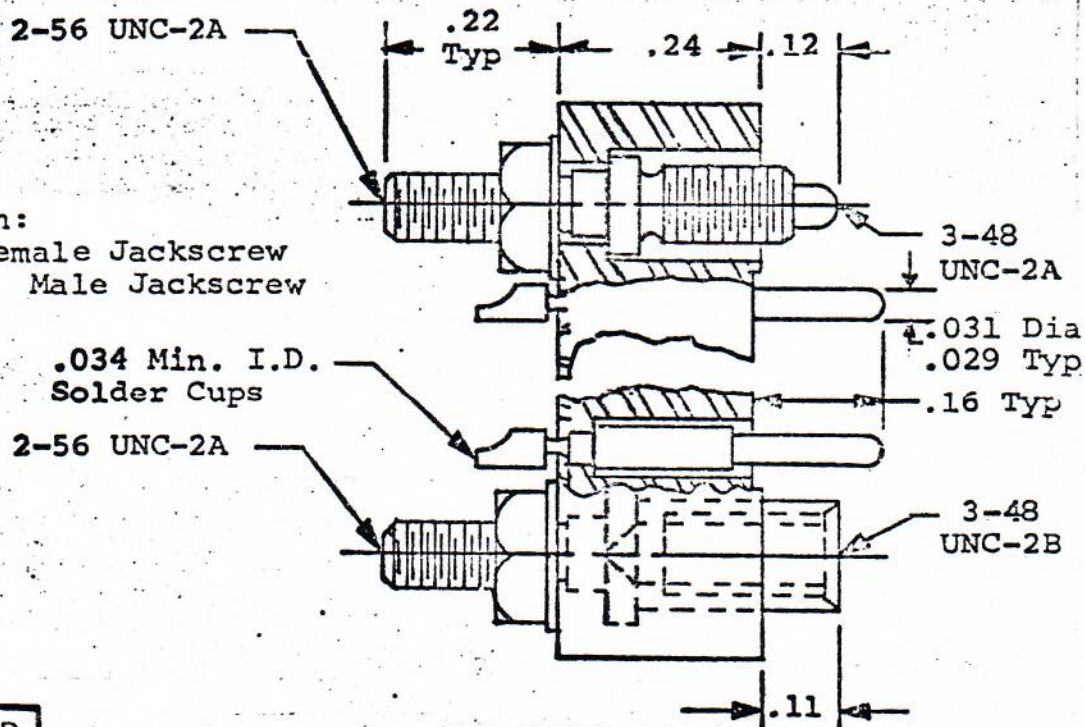 2-56 UNC-2A
.22
Typ
.24
.12
Female Jackscrew
Male Jackscrew
3-48
UNC-2A
.031 Dia
.029 Typ
.034 Min. I.D.
Solder Cups
.16 Typ
2-56 UNC-2A
3-48
UNC-2B
.11